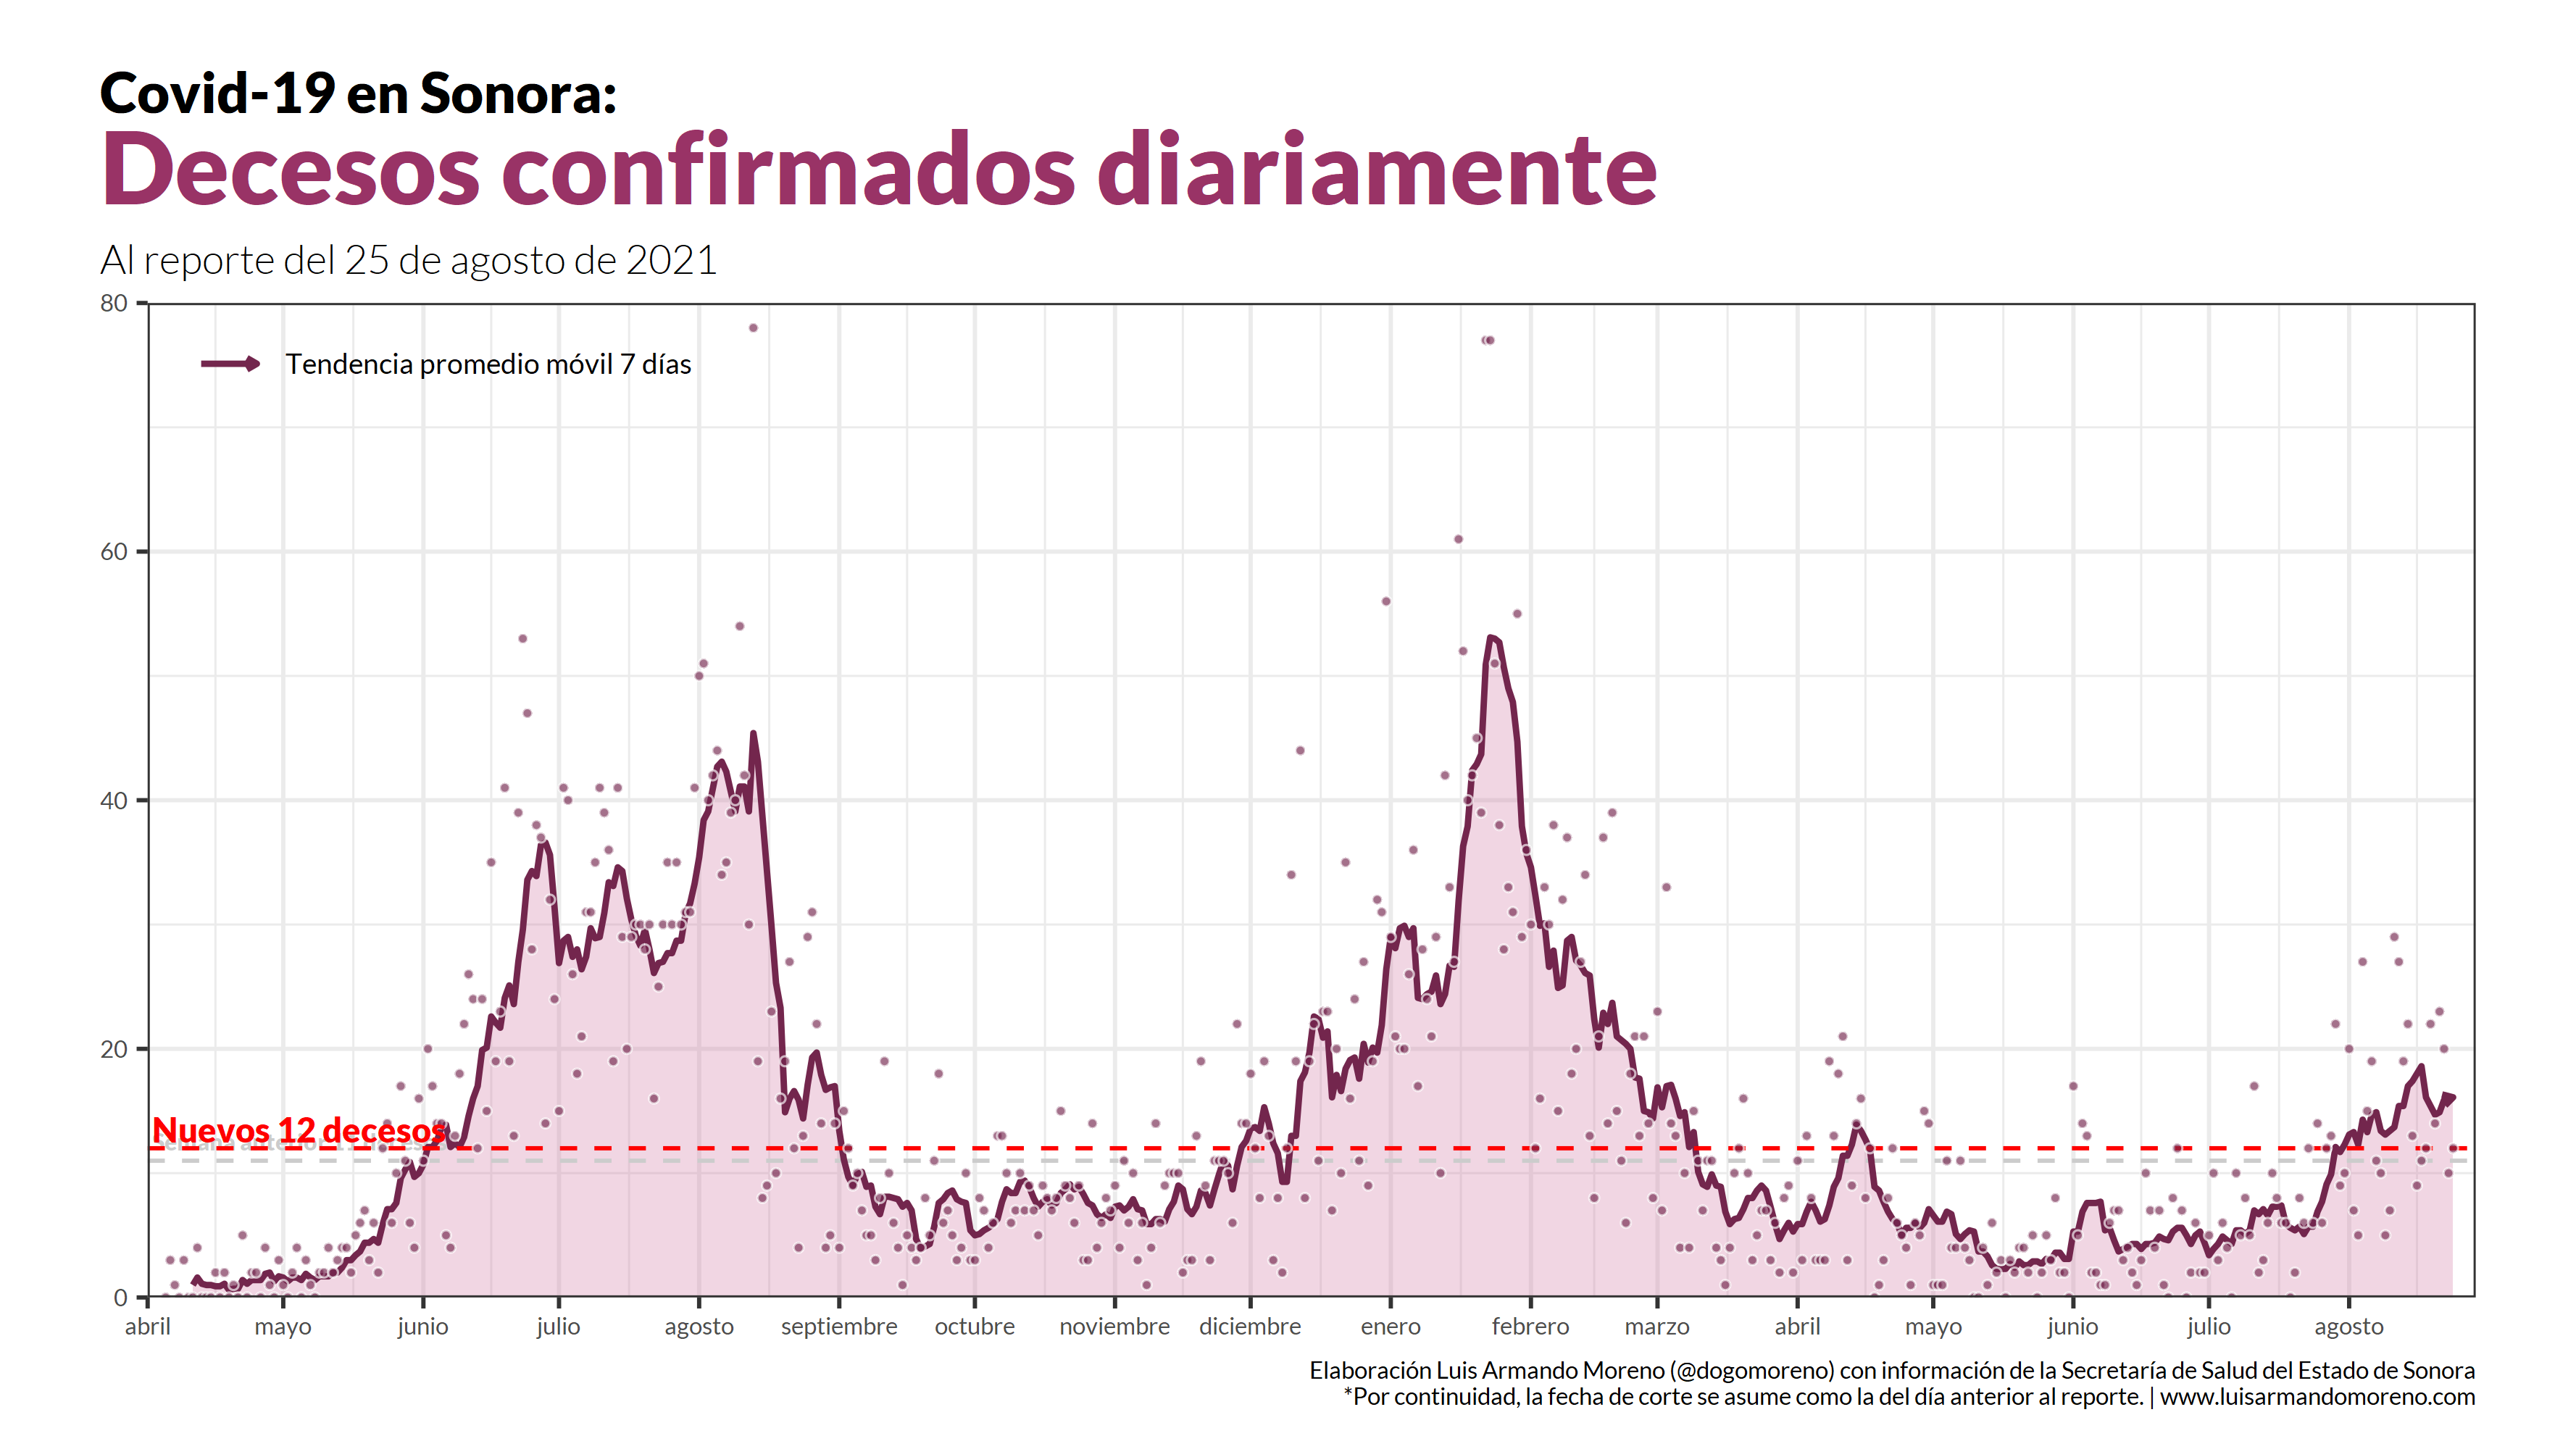 Covid-19 en Sonora:
Decesos confirmados diariamente
Al reporte del 25 de agosto de 2021
80
Tendencia promedio móvil 7 días
60
40
20
Nuevos 12 decesos
0
abril mayo junio julio agosto septiembre octubre noviembre diciembre enero febrero marzo abril mayo junio julio agosto
Elaboración Luis Armando Moreno (@dogomoreno) con información de la Secretaría de Salud del Estado de Sonora
*Por continuidad, la fecha de corte se asume como la del día anterior al reporte. | www.luisarmandomoreno.com